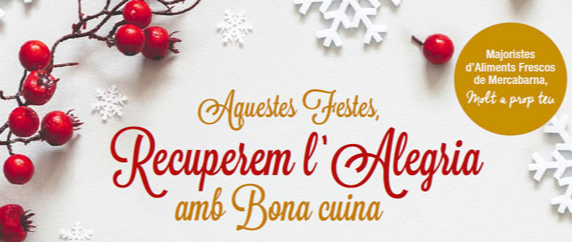 Aquestes Festes,
Recuperem l'Alegria
amb Bona cuina
Majoristes
d'Aliments Frescos
de Mercabarna,
Molt a prop teu